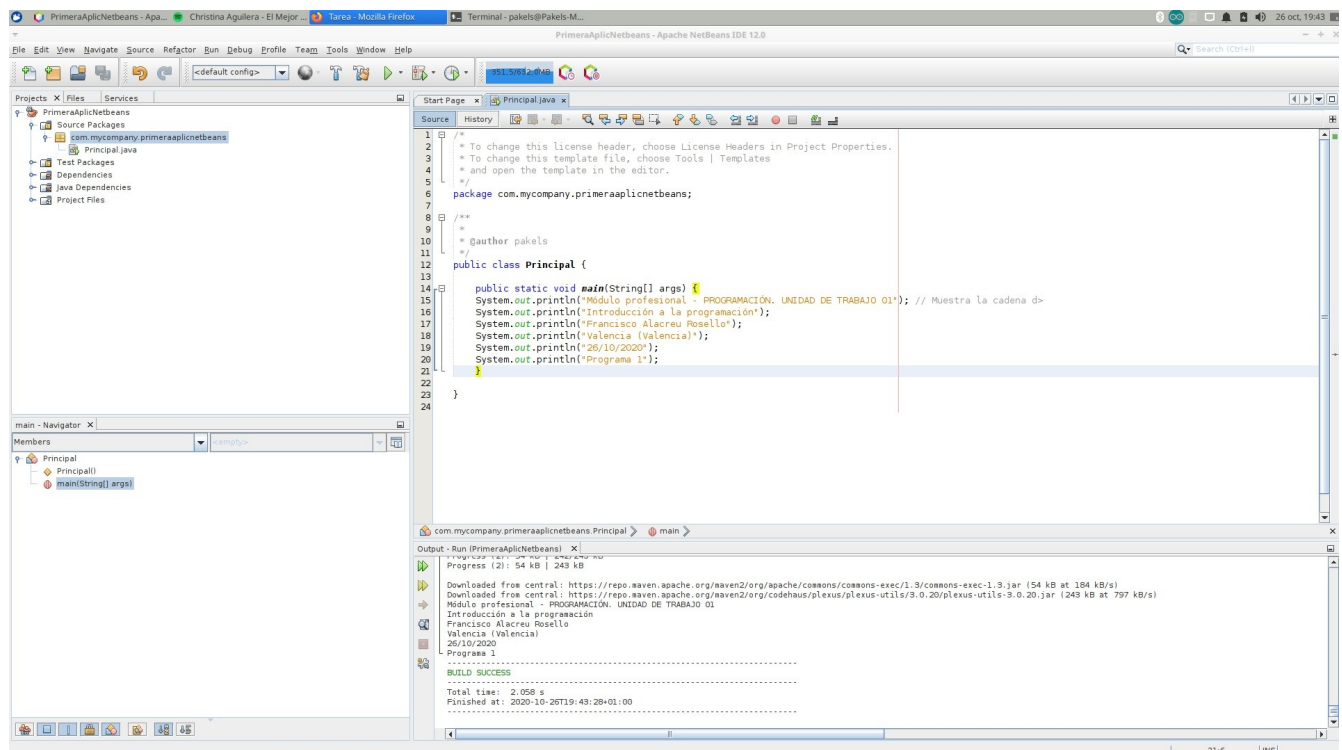 PrimeraAplicNetbeans - Apa...
Christina Aguilera - El Mejor ...
Tarea - Mozilla Firefox
Terminal - pakels@Pakels-M...
26 oct, 19:43
PrimeraAplicNetbeans - Apache NetBeans IDE 12.0
File Edit View Navigate Source Refactor Run Debug Profile Team Tools Window Help
Search (Ctrl+I)
<default config>
Projects Files Services
PrimeraAplicNetbeans
Source Packages
com.mycompany.primeraaplicnetbeans
Principal.java
Test Packages
Dependencies
Java Dependencies
Project Files
main - Navigator
Members
<empty>
Principal
Principal()
main(String[] args)
Start Page Principal.java
Source History
1 /*
2 * To change this license header, choose License Headers in Project Properties.
3 * To change this template file, choose Tools | Templates
4 * and open the template in the editor.
5 */
6 package com.mycompany.primeraaplicnetbeans;
7
8 /**
9 *
10 * @author pakels
11 */
12 public class Principal {
13
14 public static void main(String[] args) {
15 System.out.println("Módulo profesional - PROGRAMACIÓN. UNIDAD DE TRABAJO 01"); // Muestra la cadena d>
16 System.out.println("Introducción a la programación");
17 System.out.println("Francisco Alacreu Rosello");
18 System.out.println("Valencia (Valencia)");
19 System.out.println("26/10/2020");
20 System.out.println("Programa 1");
21 }
22
23 }
24
com.mycompany.primeraaplicnetbeans.Principal main
Output - Run (PrimeraAplicNetbeans)
Progress (2): 54 kB | 243 kB
Downloaded from central: https://repo.maven.apache.org/maven2/org/apache/commons/commons-exec/1.3/commons-exec-1.3.jar (54 kB at 184 kB/s)
Downloaded from central: https://repo.maven.apache.org/maven2/org/codehaus/plexus/plexus-utils/3.0.20/plexus-utils-3.0.20.jar (243 kB at 797 kB/s)
Módulo profesional - PROGRAMACIÓN. UNIDAD DE TRABAJO 01
Introducción a la programación
Francisco Alacreu Rosello
Valencia (Valencia)
26/10/2020
Programa 1
------------------------------------------------------------------------
BUILD SUCCESS
------------------------------------------------------------------------
Total time: 2.058 s
Finished at: 2020-10-26T19:43:28+01:00
------------------------------------------------------------------------